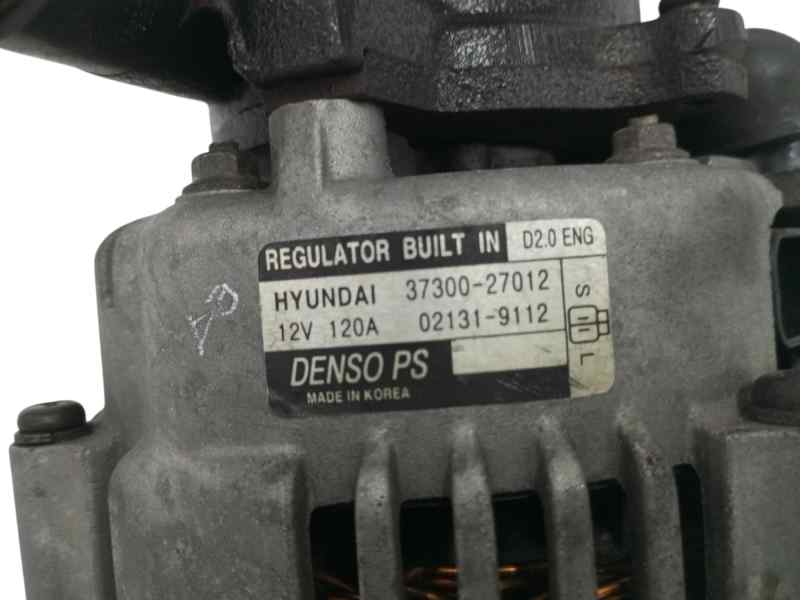 REGULATOR BUILT IN D2.0 ENG
HYUNDAI 37300-27012
12V 120A 02131-9112
S
L
DENSO PS
MADE IN KOREA